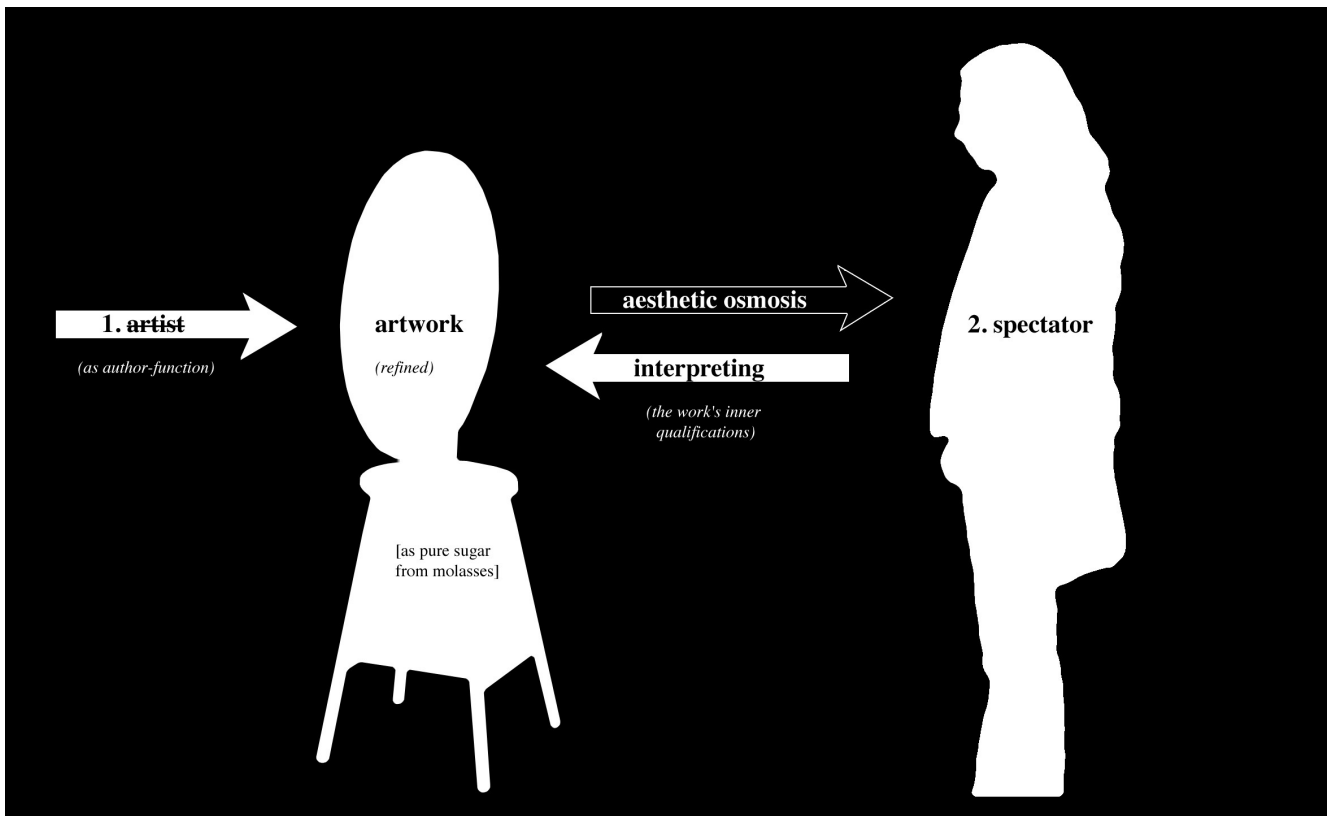 1. artist
(as author-function)
artwork
(refined)
[as pure sugar
from molasses]
aesthetic osmosis
interpreting
(the work's inner
qualifications)
2. spectator